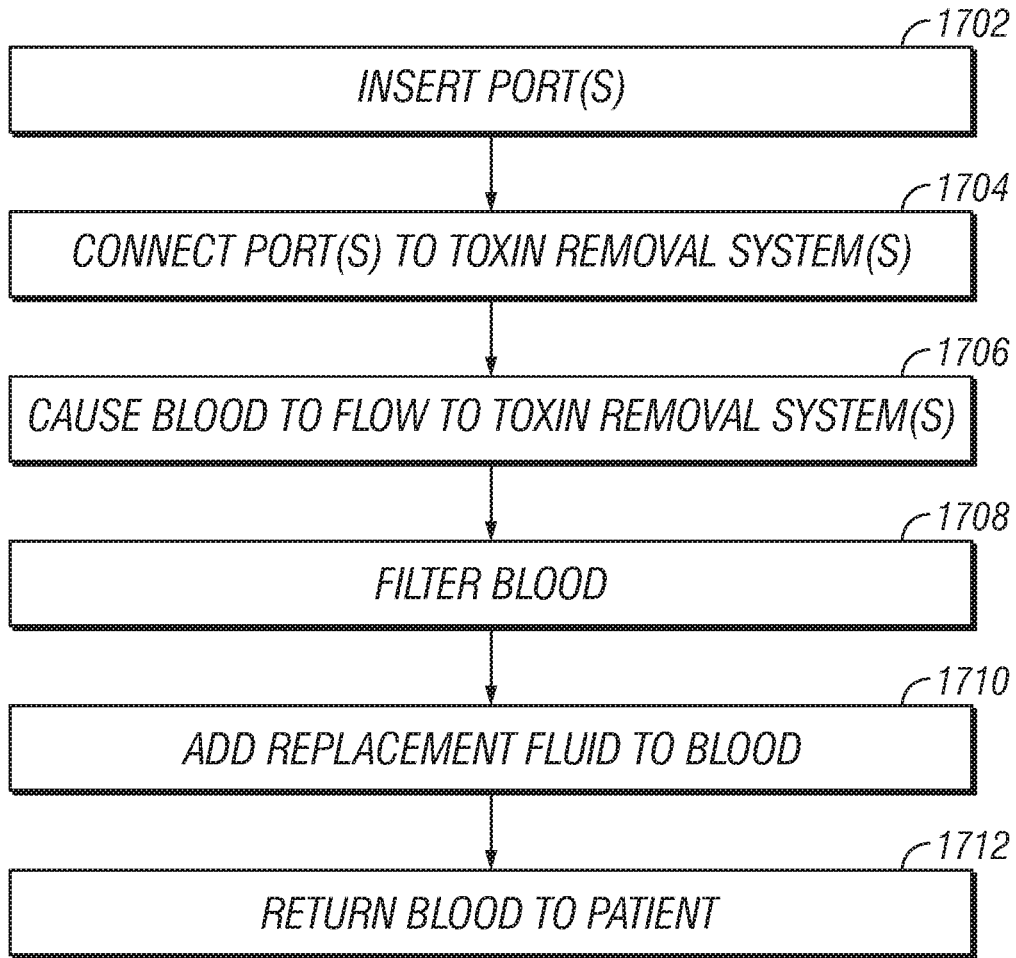 1702
INSERT PORT(S)
1704
CONNECT PORT(S) TO TOXIN REMOVAL SYSTEM(S)
1706
CAUSE BLOOD TO FLOW TO TOXIN REMOVAL SYSTEM(S)
1708
FILTER BLOOD
1710
ADD REPLACEMENT FLUID TO BLOOD
1712
RETURN BLOOD TO PATIENT